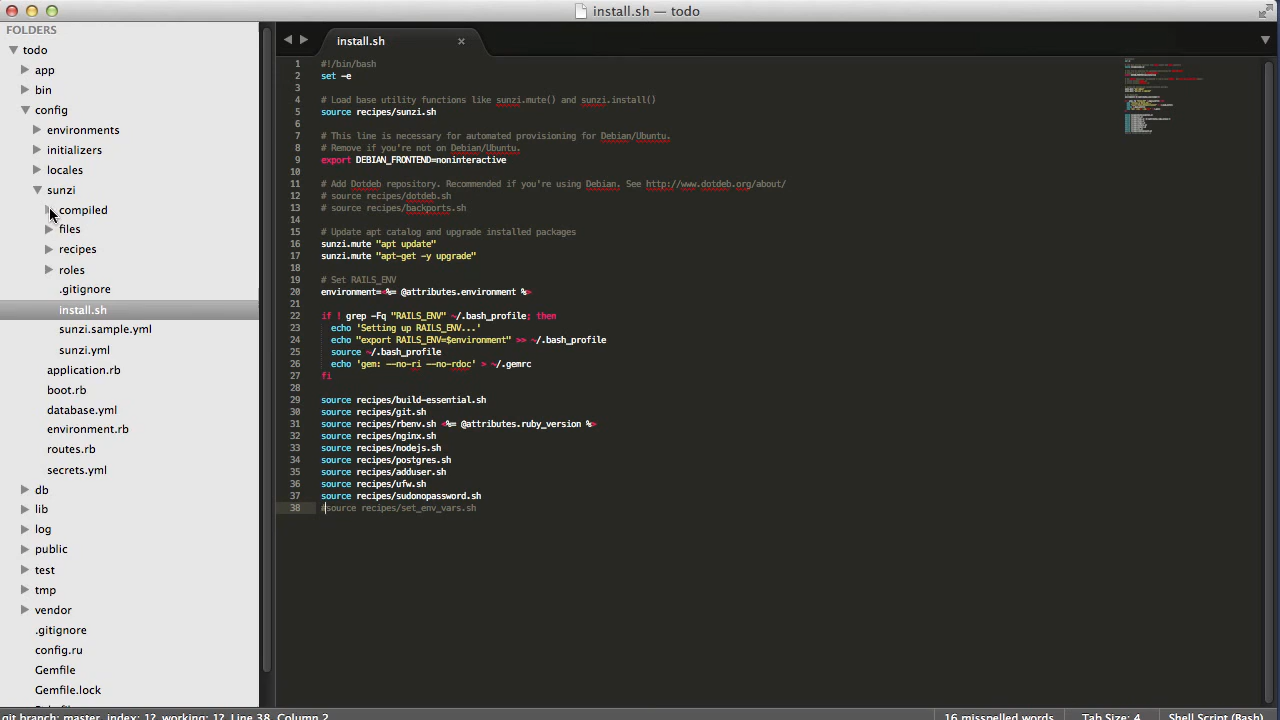 install.sh — todo
FOLDERS
todo
app
bin
config
environments
initializers
locales
sunzi
compiled
files
recipes
roles
.gitignore
install.sh
sunzi.sample.yml
sunzi.yml
application.rb
boot.rb
database.yml
environment.rb
routes.rb
secrets.yml
db
lib
log
public
test
tmp
vendor
.gitignore
config.ru
Gemfile
Gemfile.lock
install.sh ×
1 #!/bin/bash
2 set -e
3
4 # Load base utility functions like sunzi.mute() and sunzi.install()
5 source recipes/sunzi.sh
6
7 # This line is necessary for automated provisioning for Debian/Ubuntu.
8 # Remove if you're not on Debian/Ubuntu.
9 export DEBIAN_FRONTEND=noninteractive
10
11 # Add Dotdeb repository. Recommended if you're using Debian. See http://www.dotdeb.org/about/
12 # source recipes/dotdeb.sh
13 # source recipes/backports.sh
14
15 # Update apt catalog and upgrade installed packages
16 sunzi.mute "apt update"
17 sunzi.mute "apt-get -y upgrade"
18
19 # Set RAILS_ENV
20 environment=<%= @attributes.environment %>
21
22 if ! grep -Fq "RAILS_ENV" ~/.bash_profile; then
23 echo 'Setting up RAILS_ENV...'
24 echo "export RAILS_ENV=$environment" >> ~/.bash_profile
25 source ~/.bash_profile
26 echo 'gem: --no-ri --no-rdoc' > ~/.gemrc
27 fi
28
29 source recipes/build-essential.sh
30 source recipes/git.sh
31 source recipes/rbenv.sh <%= @attributes.ruby_version %>
32 source recipes/nginx.sh
33 source recipes/nodejs.sh
34 source recipes/postgres.sh
35 source recipes/adduser.sh
36 source recipes/ufw.sh
37 source recipes/sudonopassword.sh
38 #source recipes/set_env_vars.sh
git branch: master, index: 1?, working: 1?, Line 38, Column 2
16 misspelled words
Tab Size: 4
Shell Script (Bash)